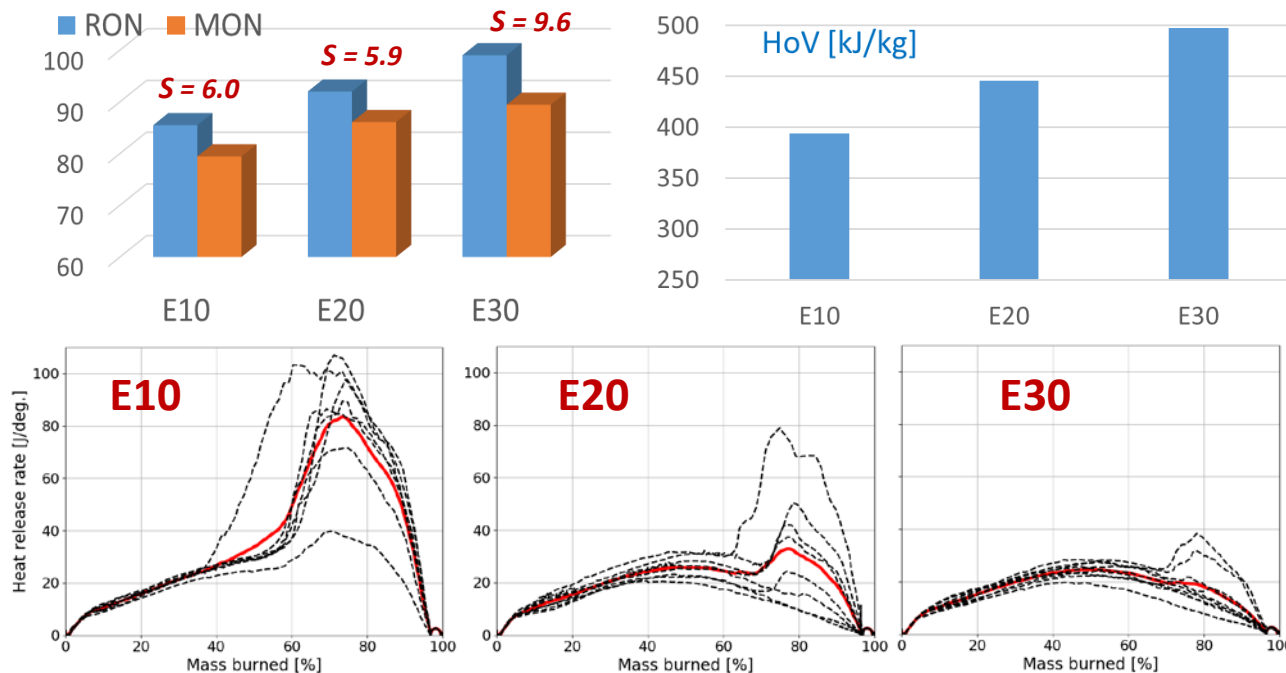 RON MON
S = 6.0
S = 5.9
S = 9.6
100
90
80
70
60
E10 E20 E30
HoV [kJ/kg]
500
450
400
350
300
250
E10 E20 E30
E10
Heat release rate [J/deg.]
100
80
60
40
20
0
0 20 40 60 80 100
Mass burned [%]
E20
100
80
60
40
20
0
0 20 40 60 80 100
Mass burned [%]
E30
0 20 40 60 80 100
Mass burned [%]